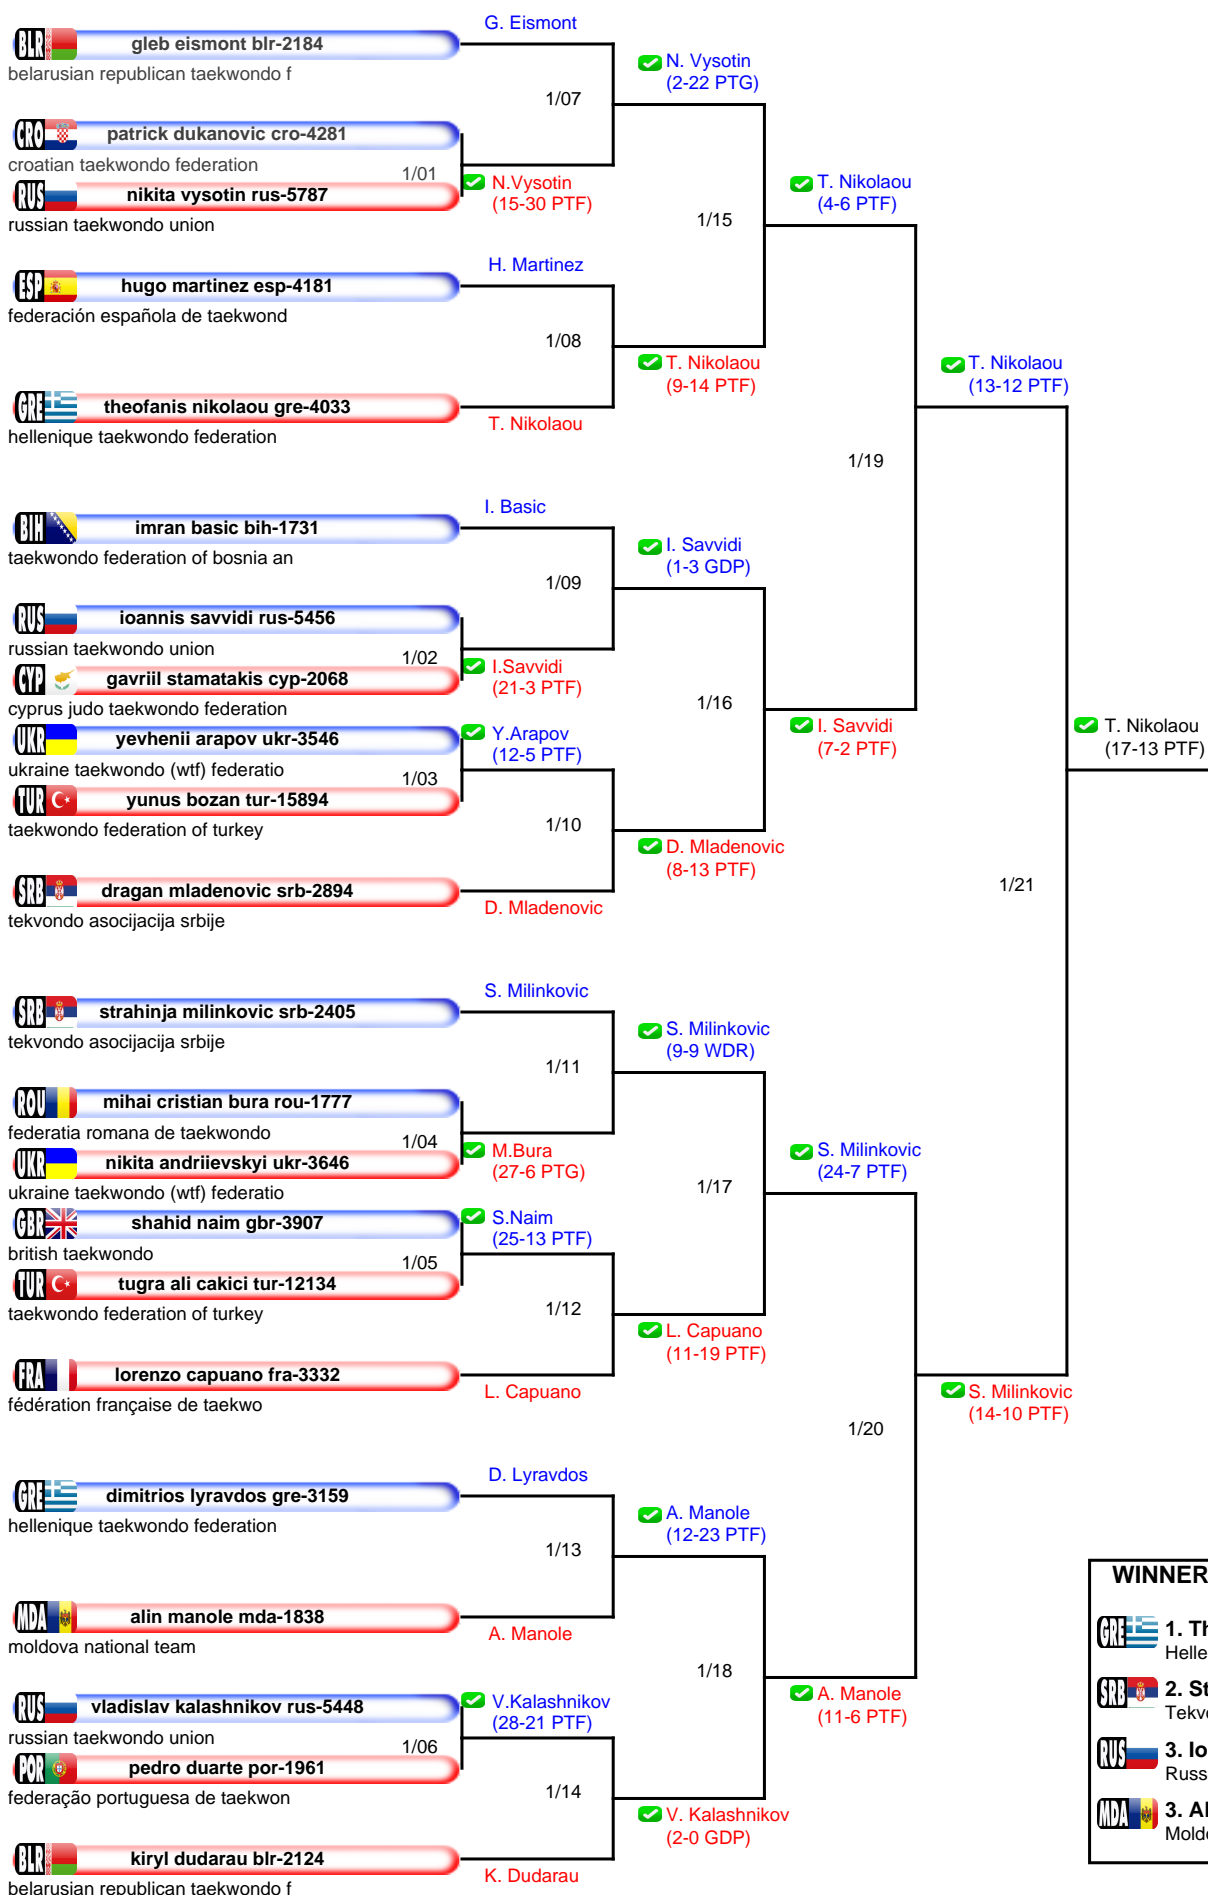 G. Eismont
BLR gleb eismont blr-2184
belarusian republican taekwondo f
N. Vysotin
(2-22 PTG)
1/07
CRO patrick dukanovic cro-4281
croatian taekwondo federation
1/01
RUS nikita vysotin rus-5787
russian taekwondo union
N.Vysotin
(15-30 PTF)
T. Nikolaou
(4-6 PTF)
1/15
H. Martinez
ESP hugo martinez esp-4181
federación española de taekwond
1/08
T. Nikolaou
(9-14 PTF)
T. Nikolaou
(13-12 PTF)
GRE theofanis nikolaou gre-4033
hellenique taekwondo federation
T. Nikolaou
1/19
I. Basic
BIH imran basic bih-1731
taekwondo federation of bosnia an
I. Savvidi
(1-3 GDP)
1/09
RUS ioannis savvidi rus-5456
russian taekwondo union
1/02
CYP gavriil stamatakis cyp-2068
cyprus judo taekwondo federation
I.Savvidi
(21-3 PTF)
1/16
I. Savvidi
(7-2 PTF)
T. Nikolaou
(17-13 PTF)
UKR yevhenii arapov ukr-3546
ukraine taekwondo (wtf) federatio
Y.Arapov
(12-5 PTF)
1/03
TUR yunus bozan tur-15894
taekwondo federation of turkey
1/10
D. Mladenovic
(8-13 PTF)
SRB dragan mladenovic srb-2894
tekvondo asocijacija srbije
D. Mladenovic
1/21
S. Milinkovic
SRB strahinja milinkovic srb-2405
tekvondo asocijacija srbije
S. Milinkovic
(9-9 WDR)
1/11
ROU mihai cristian bura rou-1777
federatia romana de taekwondo
1/04
UKR nikita andriievskyi ukr-3646
ukraine taekwondo (wtf) federatio
M.Bura
(27-6 PTG)
S. Milinkovic
(24-7 PTF)
1/17
GBR shahid naim gbr-3907
british taekwondo
S.Naim
(25-13 PTF)
1/05
TUR tugra ali cakici tur-12134
taekwondo federation of turkey
1/12
L. Capuano
(11-19 PTF)
FRA lorenzo capuano fra-3332
fédération française de taekwo
L. Capuano
S. Milinkovic
(14-10 PTF)
1/20
D. Lyravdos
GRE dimitrios lyravdos gre-3159
hellenique taekwondo federation
A. Manole
(12-23 PTF)
1/13
MDA alin manole mda-1838
moldova national team
A. Manole
1/18
A. Manole
(11-6 PTF)
RUS vladislav kalashnikov rus-5448
russian taekwondo union
V.Kalashnikov
(28-21 PTF)
1/06
POR pedro duarte por-1961
federação portuguesa de taekwon
1/14
V. Kalashnikov
(2-0 GDP)
BLR kiryl dudarau blr-2124
belarusian republican taekwondo f
K. Dudarau
WINNER
GRE 1. Th
Helle
SRB 2. St
Tekv
RUS 3. Io
Russ
MDA 3. Al
Mold